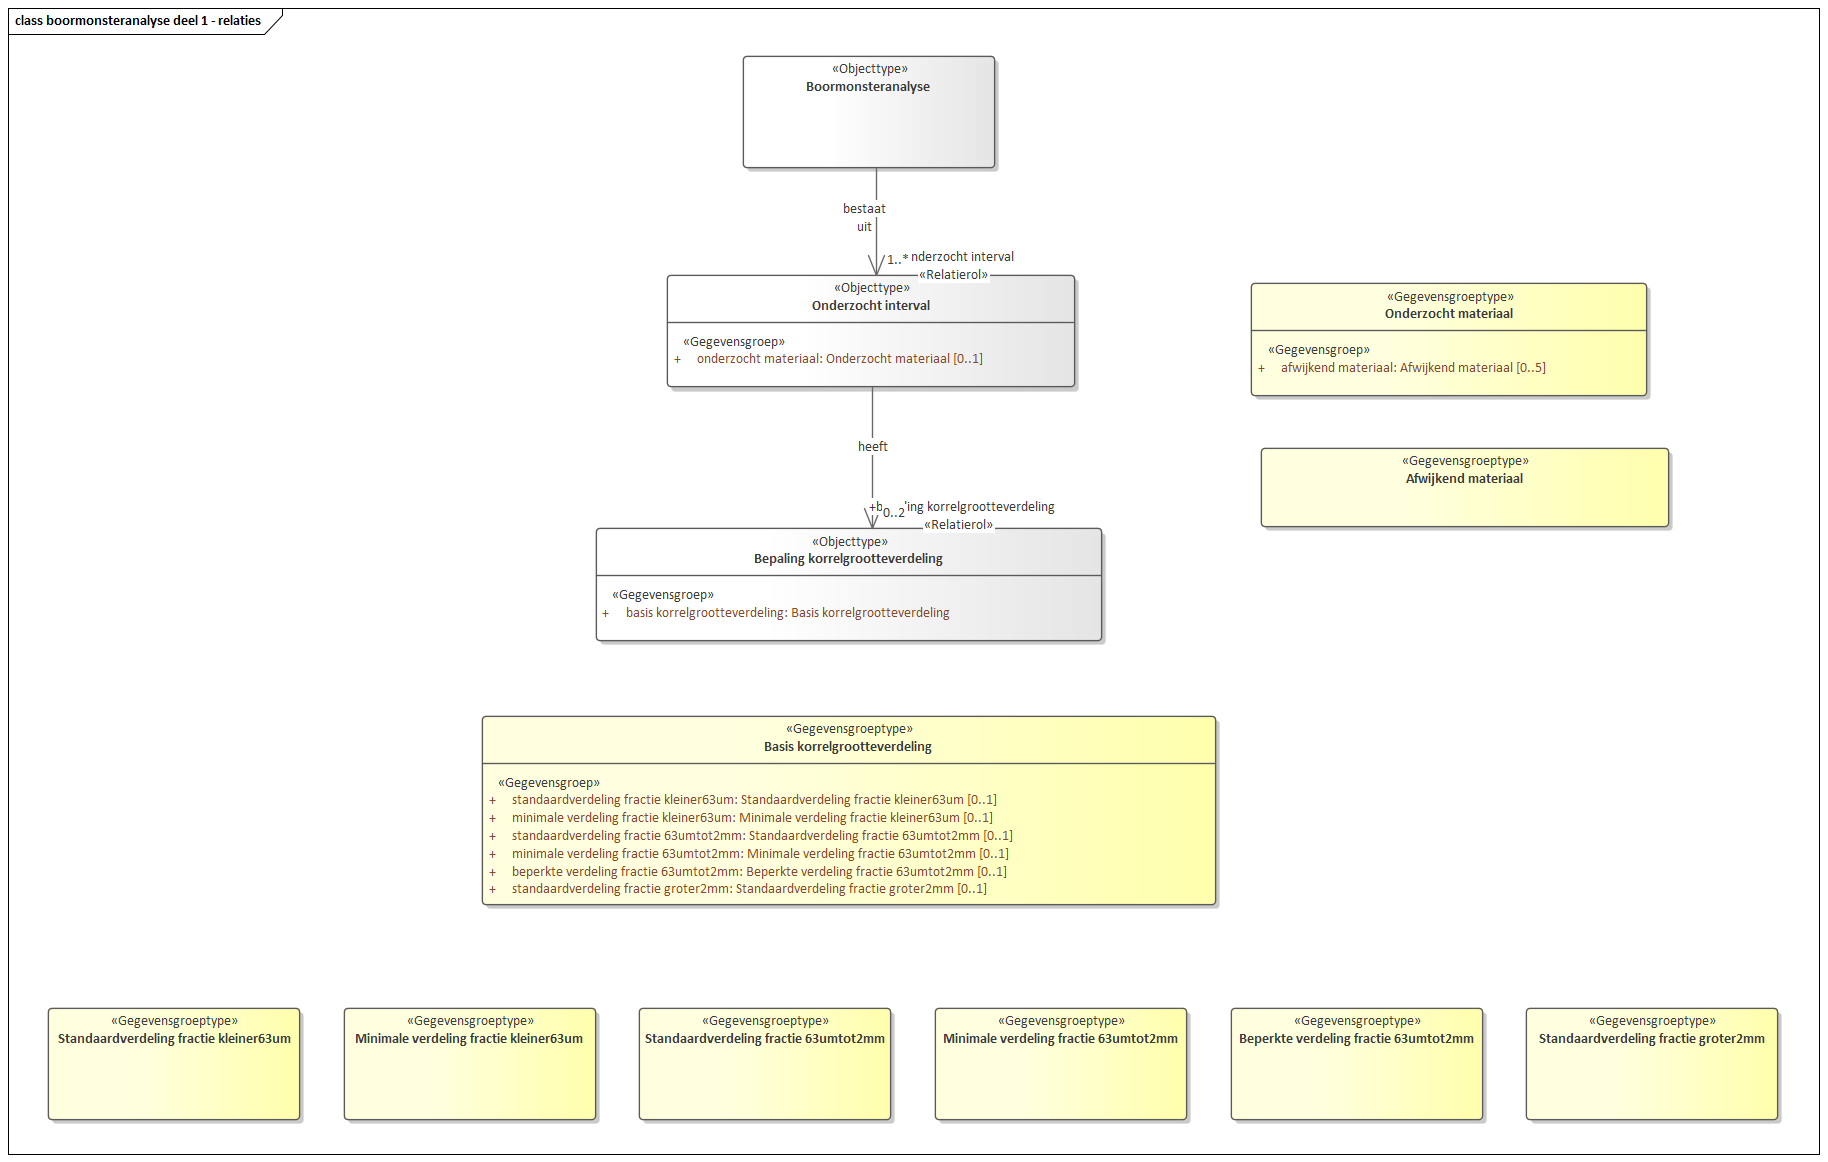 class boormonsteranalyse deel 1 - relaties
«Objecttype»
Boormonsteranalyse
bestaat
uit
1..* nderzocht interval
«Relatierol»
«Objecttype»
Onderzocht interval
«Gegevensgroep»
+ onderzocht materiaal: Onderzocht materiaal [0..1]
«Gegevensgroeptype»
Onderzocht materiaal
«Gegevensgroep»
+ afwijkend materiaal: Afwijkend materiaal [0..5]
heeft
«Gegevensgroeptype»
Afwijkend materiaal
+b 0..2 ing korrelgrootteverdeling
«Relatierol»
«Objecttype»
Bepaling korrelgrootteverdeling
«Gegevensgroep»
+ basis korrelgrootteverdeling: Basis korrelgrootteverdeling
«Gegevensgroeptype»
Basis korrelgrootteverdeling
«Gegevensgroep»
+ standaardverdeling fractie kleiner63um: Standaardverdeling fractie kleiner63um [0..1]
+ minimale verdeling fractie kleiner63um: Minimale verdeling fractie kleiner63um [0..1]
+ standaardverdeling fractie 63umtot2mm: Standaardverdeling fractie 63umtot2mm [0..1]
+ minimale verdeling fractie 63umtot2mm: Minimale verdeling fractie 63umtot2mm [0..1]
+ beperkte verdeling fractie 63umtot2mm: Beperkte verdeling fractie 63umtot2mm [0..1]
+ standaardverdeling fractie groter2mm: Standaardverdeling fractie groter2mm [0..1]
«Gegevensgroeptype»
Standaardverdeling fractie kleiner63um
«Gegevensgroeptype»
Minimale verdeling fractie kleiner63um
«Gegevensgroeptype»
Standaardverdeling fractie 63umtot2mm
«Gegevensgroeptype»
Minimale verdeling fractie 63umtot2mm
«Gegevensgroeptype»
Beperkte verdeling fractie 63umtot2mm
«Gegevensgroeptype»
Standaardverdeling fractie groter2mm